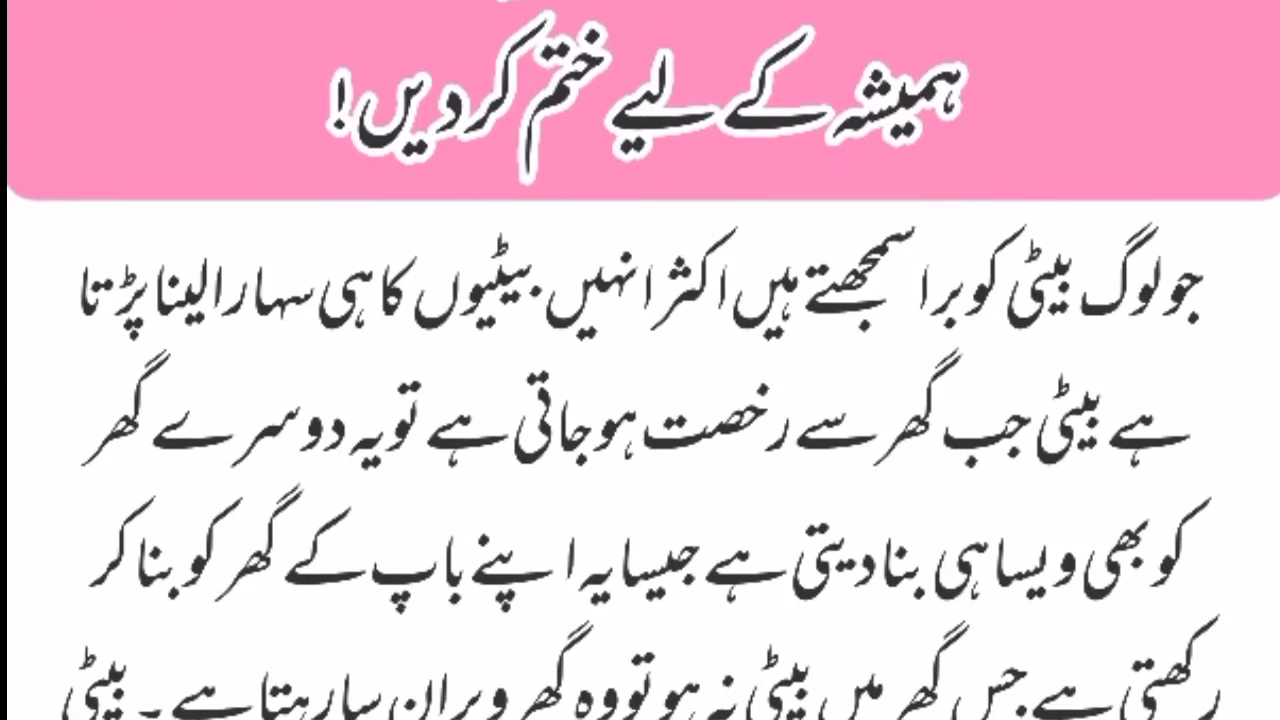 ہمیشہ کے لیے ختم کر دیں!
جو لوگ بیٹی کو برا سمجھتے ہیں اکثر انہیں بیٹیوں کا ہی سہارا لینا پڑتا
ہے بیٹی جب گھر سے رخصت ہو جاتی ہے تو یہ دوسرے گھر
کو بھی ویسا ہی بنا دیتی ہے جیسا یہ اپنے باپ کے گھر کو بنا کر
رکھتی ہے جس گھر میں بیٹی نہ ہو تو وہ گھر ویران سا رہتا ہے ۔ بیٹی